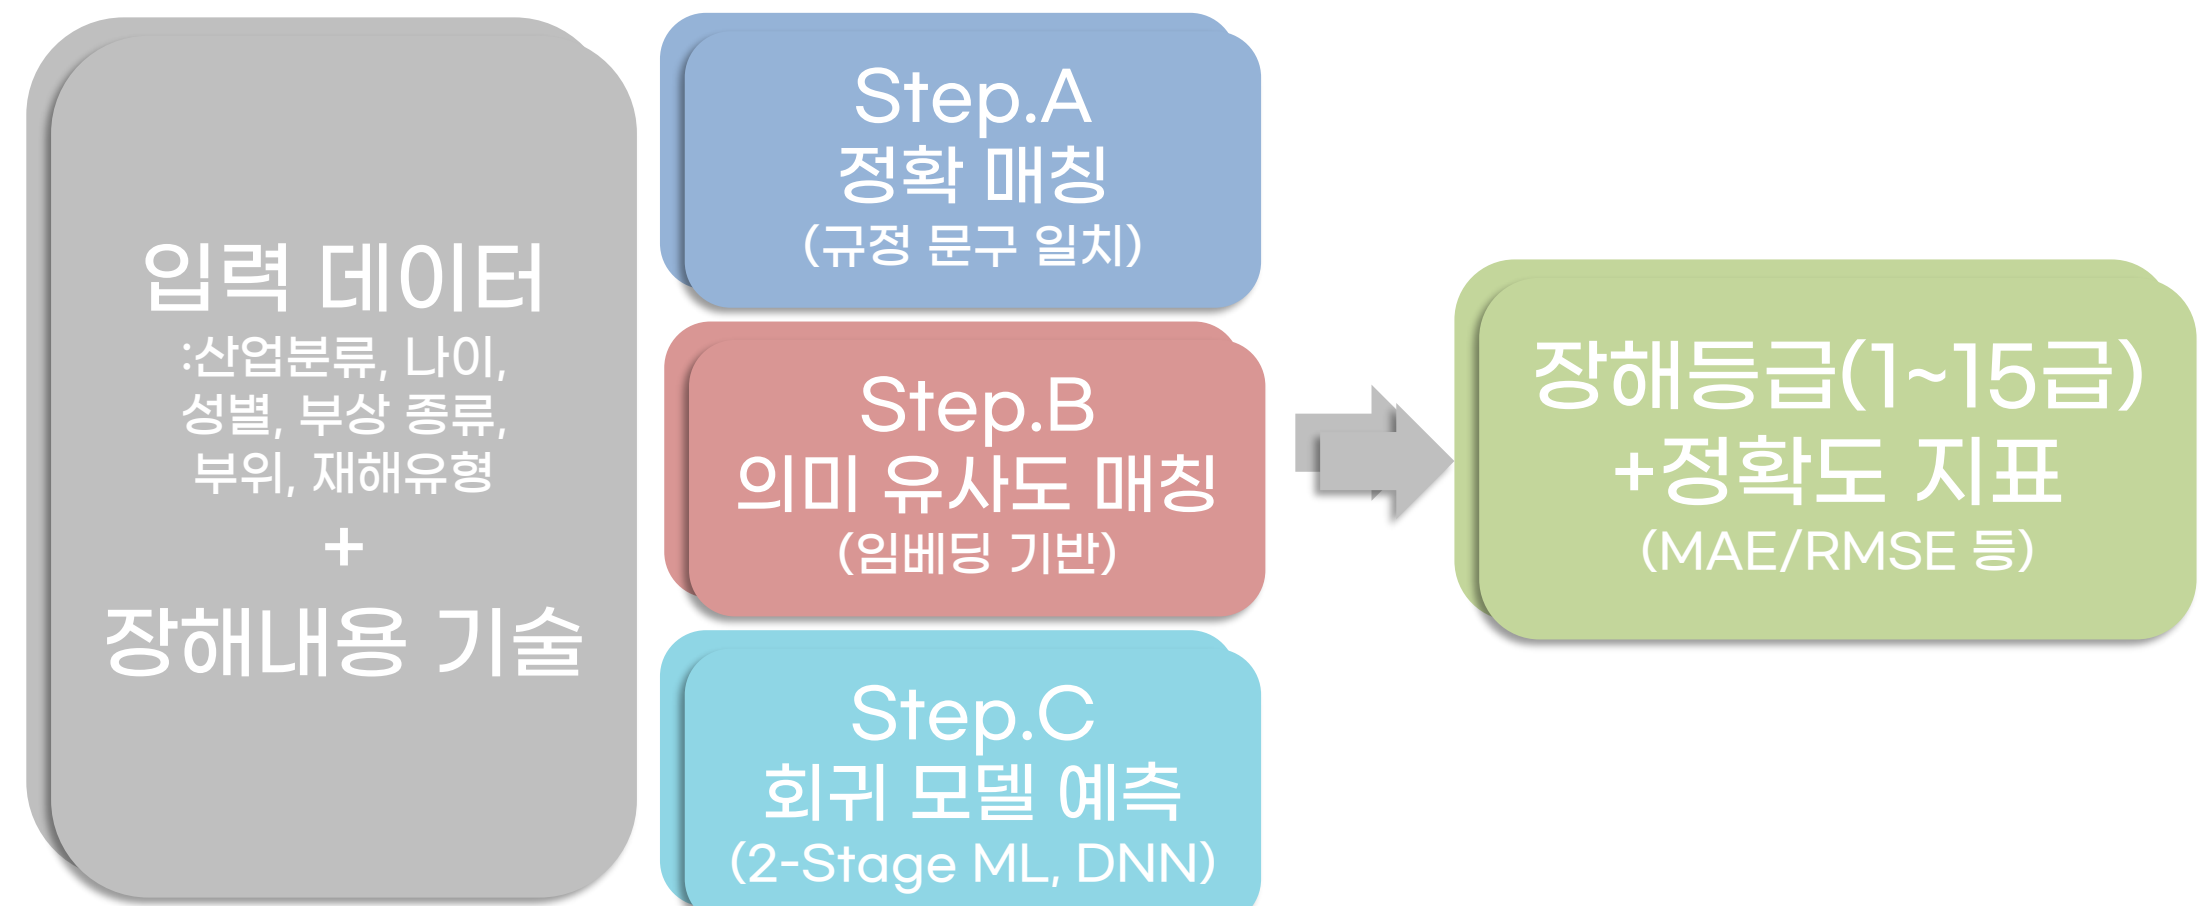 입력 데이터
:산업분류, 나이,
성별, 부상 종류,
부위, 재해유형
+
장해내용 기술
Step.A
정확 매칭
(규정 문구 일치)
Step.B
의미 유사도 매칭
(임베딩 기반)
Step.C
회귀 모델 예측
(2-Stage ML, DNN)
장해등급(1~15급)
+정확도 지표
(MAE/RMSE 등)